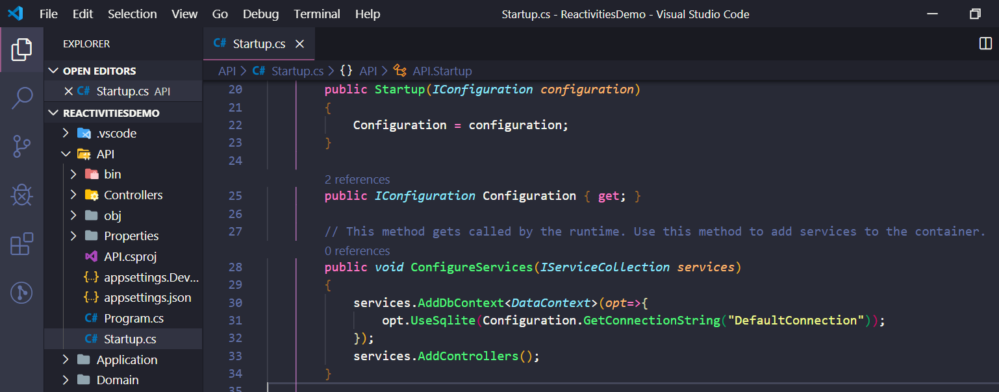 File Edit Selection View Go Debug Terminal Help Startup.cs - ReactivitiesDemo - Visual Studio Code
EXPLORER
OPEN EDITORS
C# Startup.cs API
REACTIVITIESDEMO
.vscode
API
bin
Controllers
obj
Properties
API.csproj
{..} appsettings.Dev...
{..} appsettings.json
C# Program.cs
C# Startup.cs
Application
Domain
C# Startup.cs
API > C# Startup.cs > {} API > API.Startup
20 public Startup(IConfiguration configuration)
21 {
22 Configuration = configuration;
23 }
24
2 references
25 public IConfiguration Configuration { get; }
26
27 // This method gets called by the runtime. Use this method to add services to the container.
0 references
28 public void ConfigureServices(IServiceCollection services)
29 {
30 services.AddDbContext<DataContext>(opt=>{
31 opt.UseSqlite(Configuration.GetConnectionString("DefaultConnection"));
32 });
33 services.AddControllers();
34 }
35